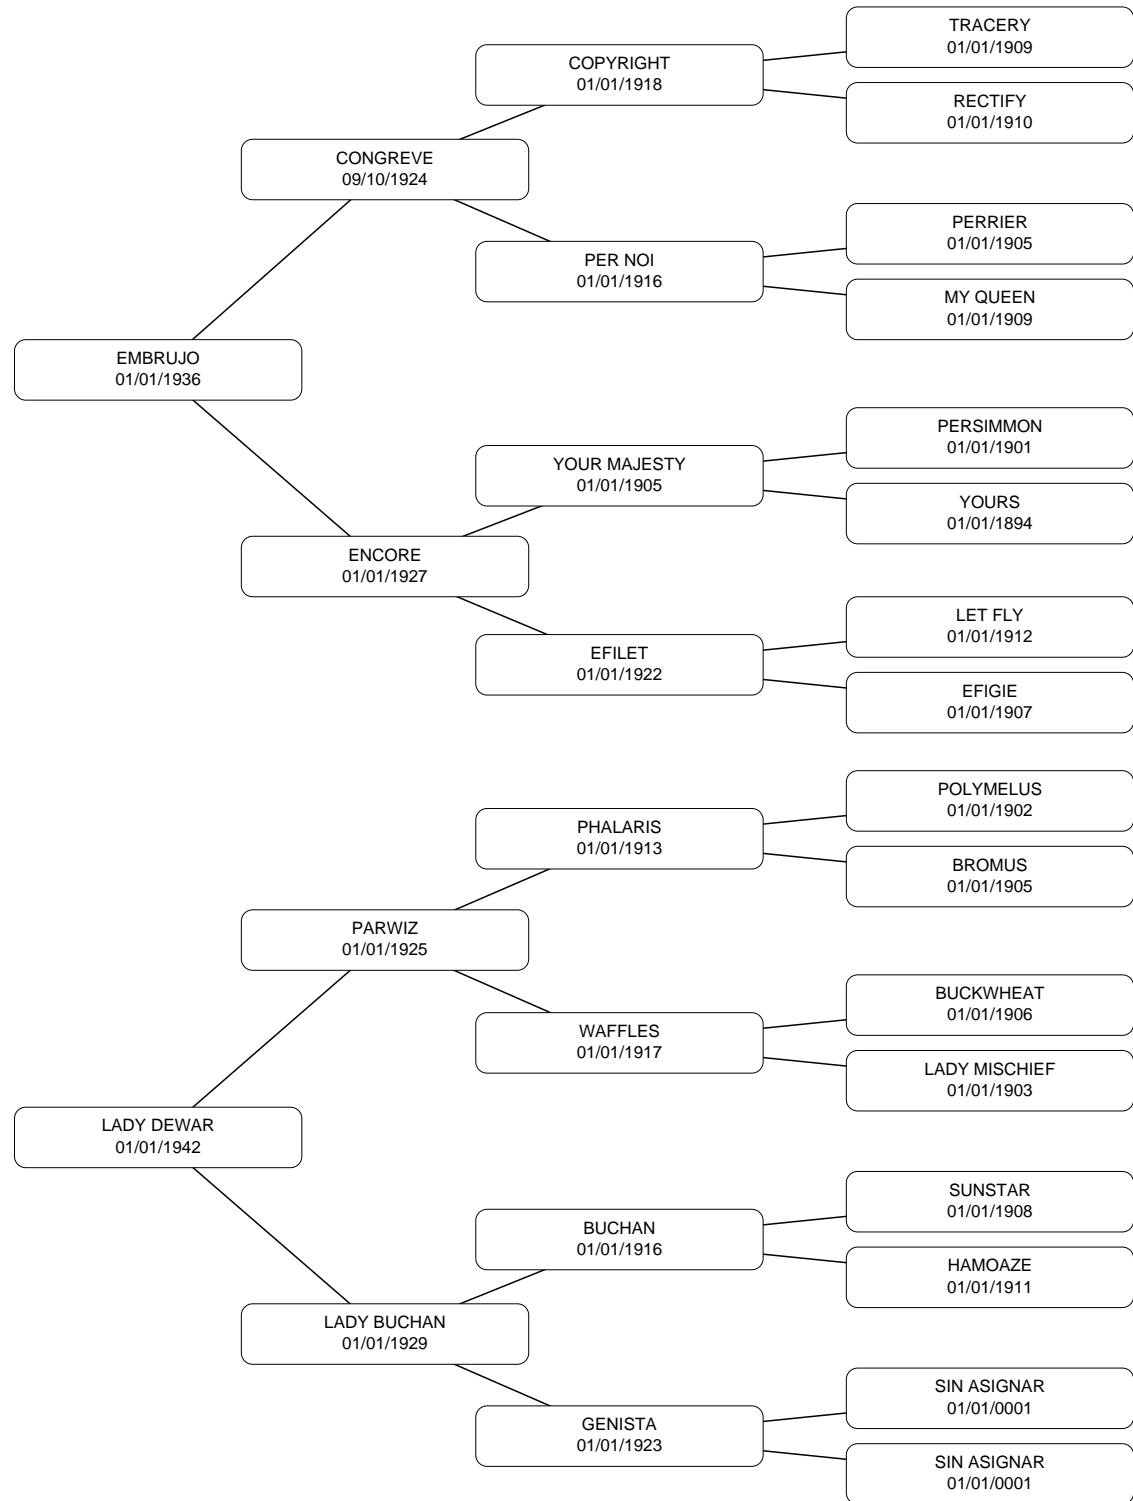 TRACERY
01/01/1909
COPYRIGHT
01/01/1918
RECTIFY
01/01/1910
CONGREVE
09/10/1924
PERRIER
01/01/1905
PER NOI
01/01/1916
MY QUEEN
01/01/1909
EMBRUJO
01/01/1936
PERSIMMON
01/01/1901
YOUR MAJESTY
01/01/1905
YOURS
01/01/1894
ENCORE
01/01/1927
LET FLY
01/01/1912
EFILET
01/01/1922
EFIGIE
01/01/1907
POLYMELUS
01/01/1902
PHALARIS
01/01/1913
BROMUS
01/01/1905
PARWIZ
01/01/1925
BUCKWHEAT
01/01/1906
WAFFLES
01/01/1917
LADY MISCHIEF
01/01/1903
LADY DEWAR
01/01/1942
SUNSTAR
01/01/1908
BUCHAN
01/01/1916
HAMOAZE
01/01/1911
LADY BUCHAN
01/01/1929
SIN ASIGNAR
01/01/0001
GENISTA
01/01/1923
SIN ASIGNAR
01/01/0001